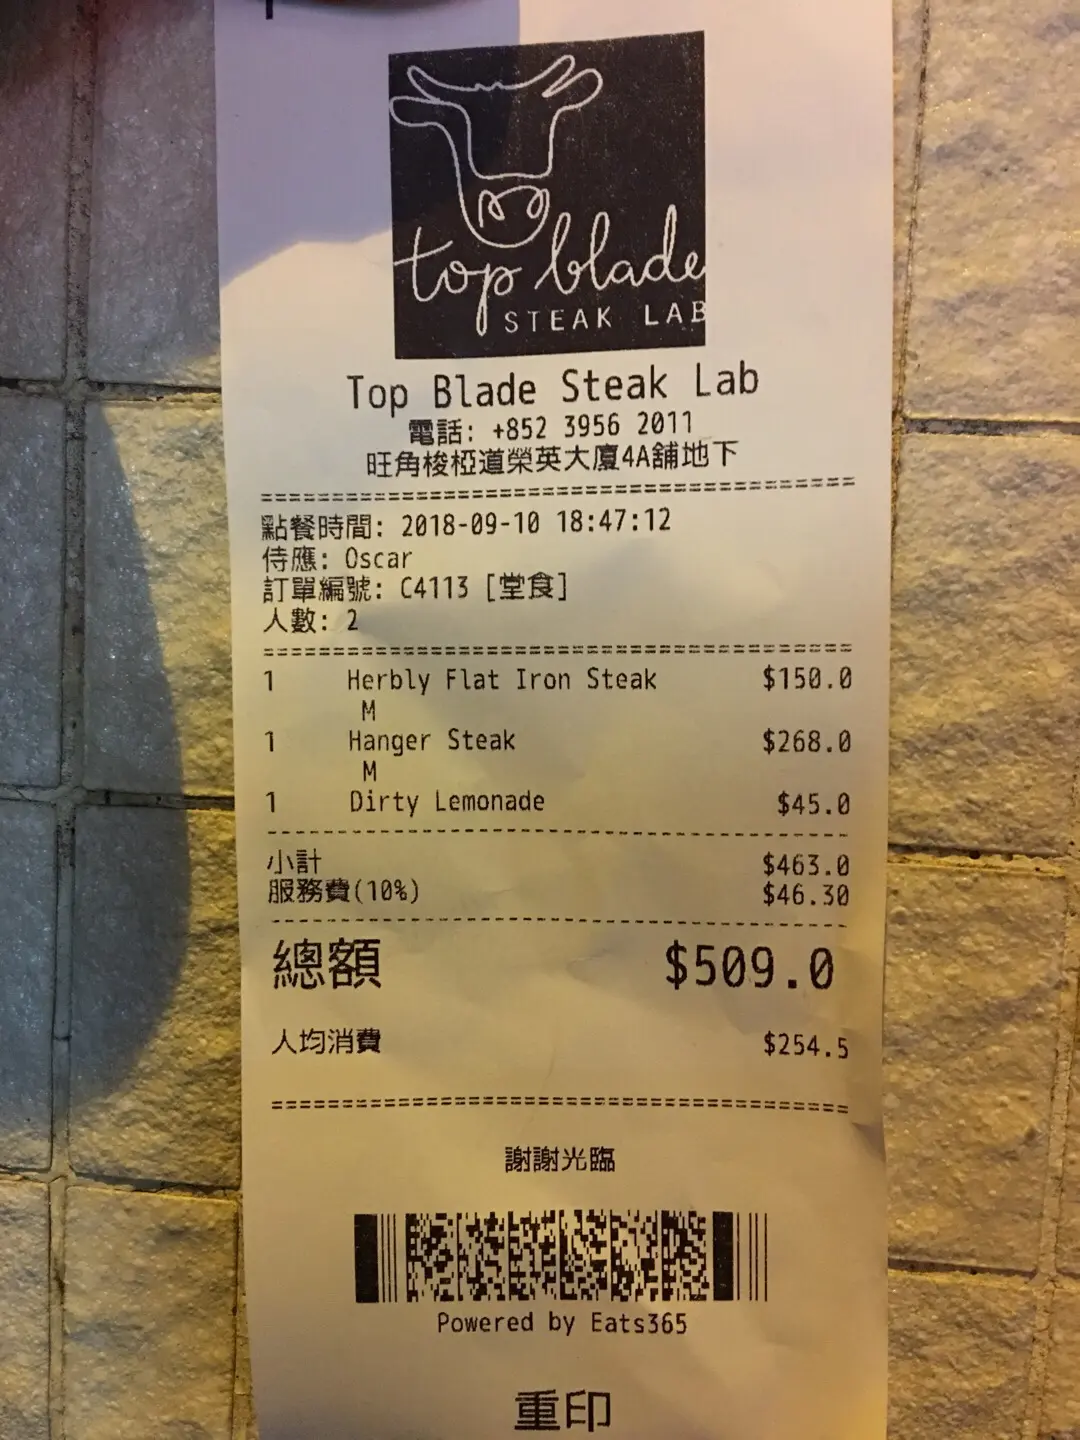 top blade
STEAK LAB
Top Blade Steak Lab
電話: +852 3956 2011
旺角梭椏道榮英大廈4A舖地下
點餐時間: 2018-09-10 18:47:12
侍應: Oscar
訂單編號: C4113 [堂食]
人數: 2
1 Herbly Flat Iron Steak $150.0
M
1 Hanger Steak $268.0
M
1 Dirty Lemonade $45.0
小計 $463.0
服務費(10%) $46.30
總額 $509.0
人均消費 $254.5
謝謝光臨
Powered by Eats365
重印